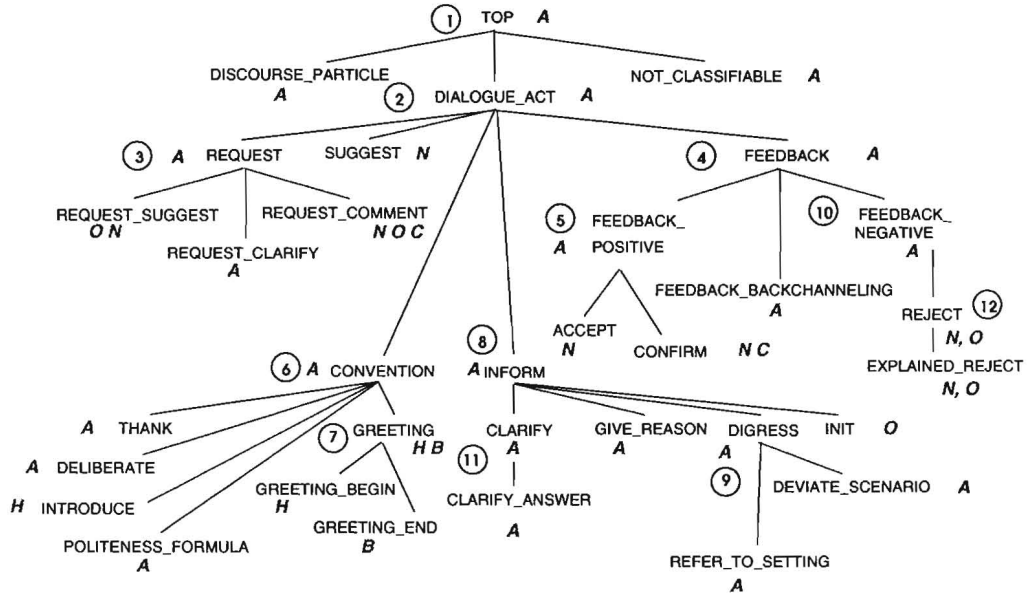 1 TOP A
DISCOURSE_PARTICLE
A
NOT_CLASSIFIABLE A
2 DIALOGUE_ACT A
3 A REQUEST
SUGGEST N
4 FEEDBACK A
REQUEST_SUGGEST
O N
REQUEST_COMMENT
N O C
REQUEST_CLARIFY
A
5 FEEDBACK_
A POSITIVE
10 FEEDBACK_
NEGATIVE
A
FEEDBACK_BACKCHANNELING
A
ACCEPT
N
CONFIRM N C
REJECT 12
N, O
EXPLAINED_REJECT
N, O
6 A CONVENTION
8
A INFORM
A THANK
7 GREETING
H B
CLARIFY
A
GIVE_REASON
A
DIGRESS
A
INIT O
A DELIBERATE
11
9
H INTRODUCE
GREETING_BEGIN
H
CLARIFY_ANSWER
A
DEVIATE_SCENARIO A
GREETING_END
B
POLITENESS_FORMULA
A
REFER_TO_SETTING
A